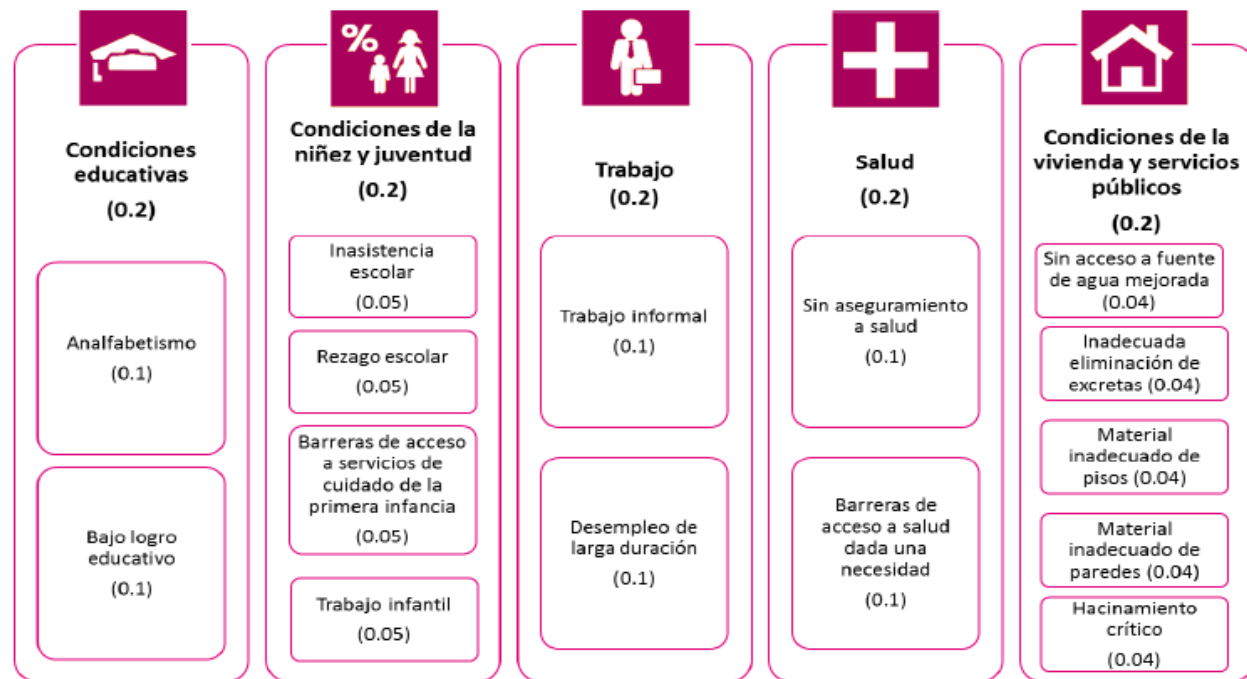 Condiciones
educativas
(0.2)
Analfabetismo
(0.1)
Bajo logro
educativo
(0.1)
%
Condiciones de la
niñez y juventud
(0.2)
Inasistencia
escolar
(0.05)
Rezago escolar
(0.05)
Barreras de acceso
a servicios de
cuidado de la
primera infancia
(0.05)
Trabajo infantil
(0.05)
Trabajo
(0.2)
Trabajo informal
(0.1)
Desempleo de
larga duración
(0.1)
Salud
(0.2)
Sin aseguramiento
a salud
(0.1)
Barreras de
acceso a salud
dada una
necesidad
(0.1)
Condiciones de la
vivienda y servicios
públicos
(0.2)
Sin acceso a fuente
de agua mejorada
(0.04)
Inadecuada
eliminación de
excretas (0.04)
Material
inadecuado de
pisos (0.04)
Material
inadecuado de
paredes (0.04)
Hacinamiento
crítico
(0.04)